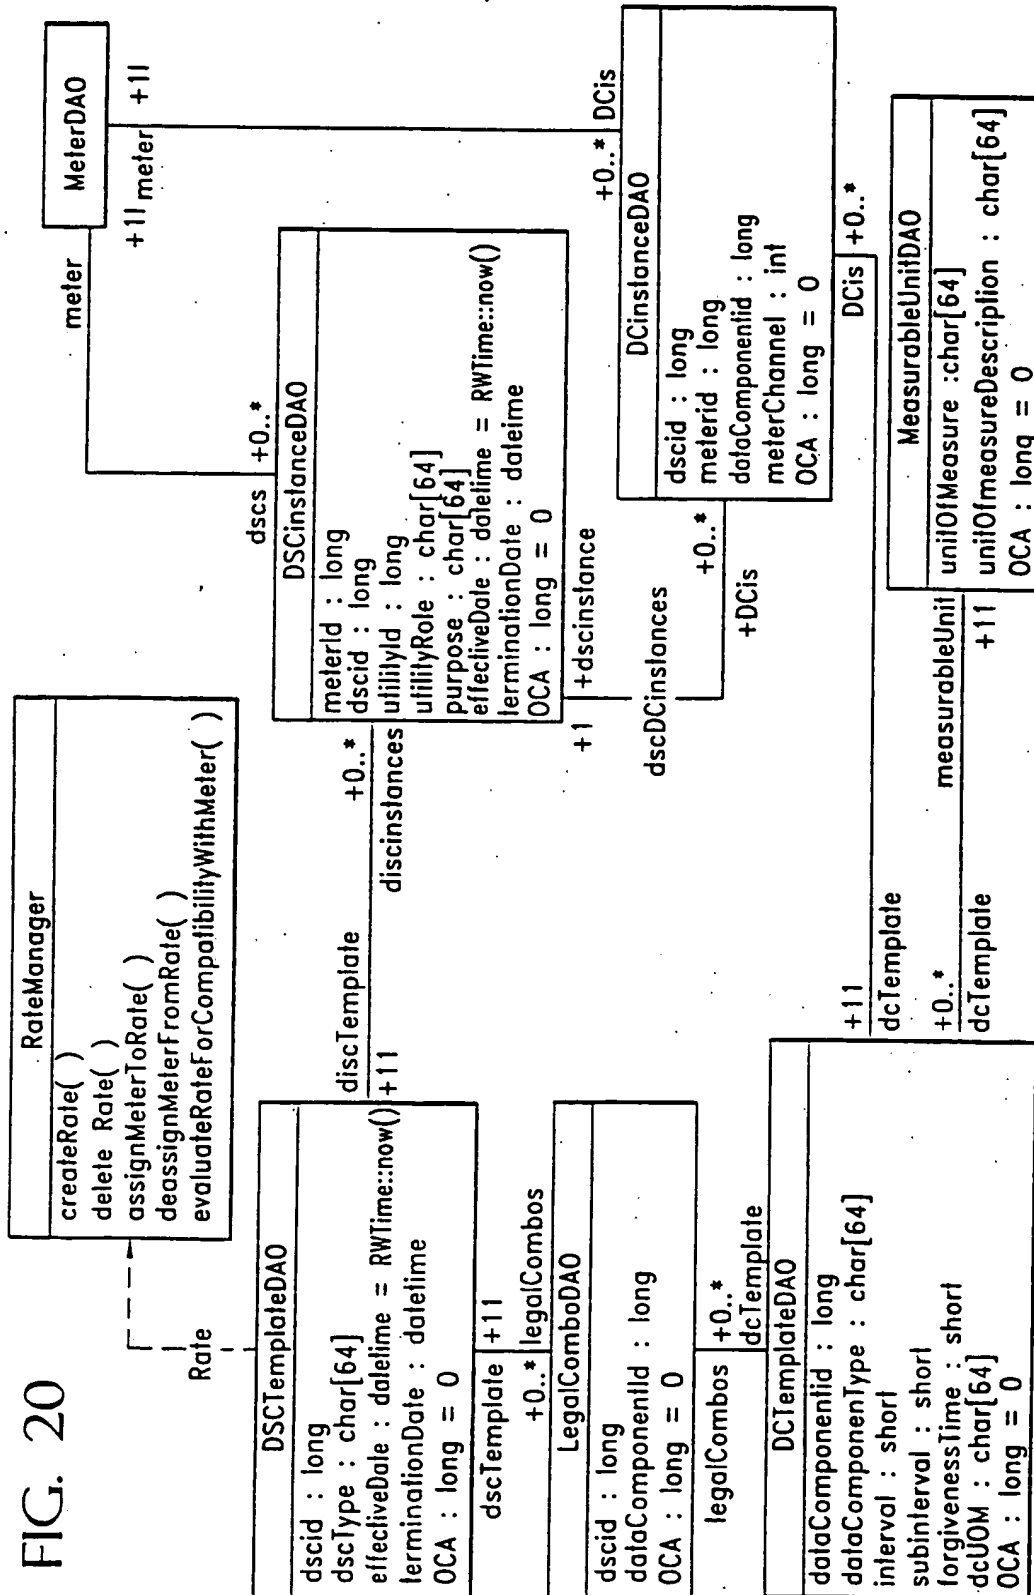 FIG. 20
RateManager
createRate( )
delete Rate( )
assignMeterToRate( )
deassignMeterFromRate( )
evaluateRateForCompatibilityWithMeter( )
Rate
MeterDAO
meter
+1l
meter
+1l
dscs
+0..*
+0..*
DCis
DSCinstanceDAO
meterId : long
dscid : long
utilityId : long
utilityRole : char[64]
purpose : char[64]
effectiveDate : datetime = RWTime::now()
terminationDate : dateime
OCA : long = 0
DSCTemplateDAO
dscid : long
dscType : char[64]
effectiveDate : datetime = RWTime::now()
terminationDate : datetime
OCA : long = 0
discTemplate
+11
+0..*
discinstances
+1
+dscinstance
dscDCinstances
+0..*
+DCis
DCinstanceDAO
dscid : long
meterid : long
dataComponentid : long
meterChannel : int
OCA : long = 0
dscTemplate
+11
+0..*
legalCombos
LegalComboDAO
dscid : long
dataComponentId : long
OCA : long = 0
legalCombos
+0..*
dcTemplate
DCTemplateDAO
dataComponentid : long
dataComponenType : char[64]
interval : short
subinterval : short
forgivenessTime : short
dcUOM : char[64]
OCA : long = 0
+11
dcTemplate
DCis
+0..*
+0..*
dcTemplate
measurableUnit
+11
MeasurableUnitDAO
unitOfMeasure :char[64]
unitOfmeasureDescription : char[64]
OCA : long = 0